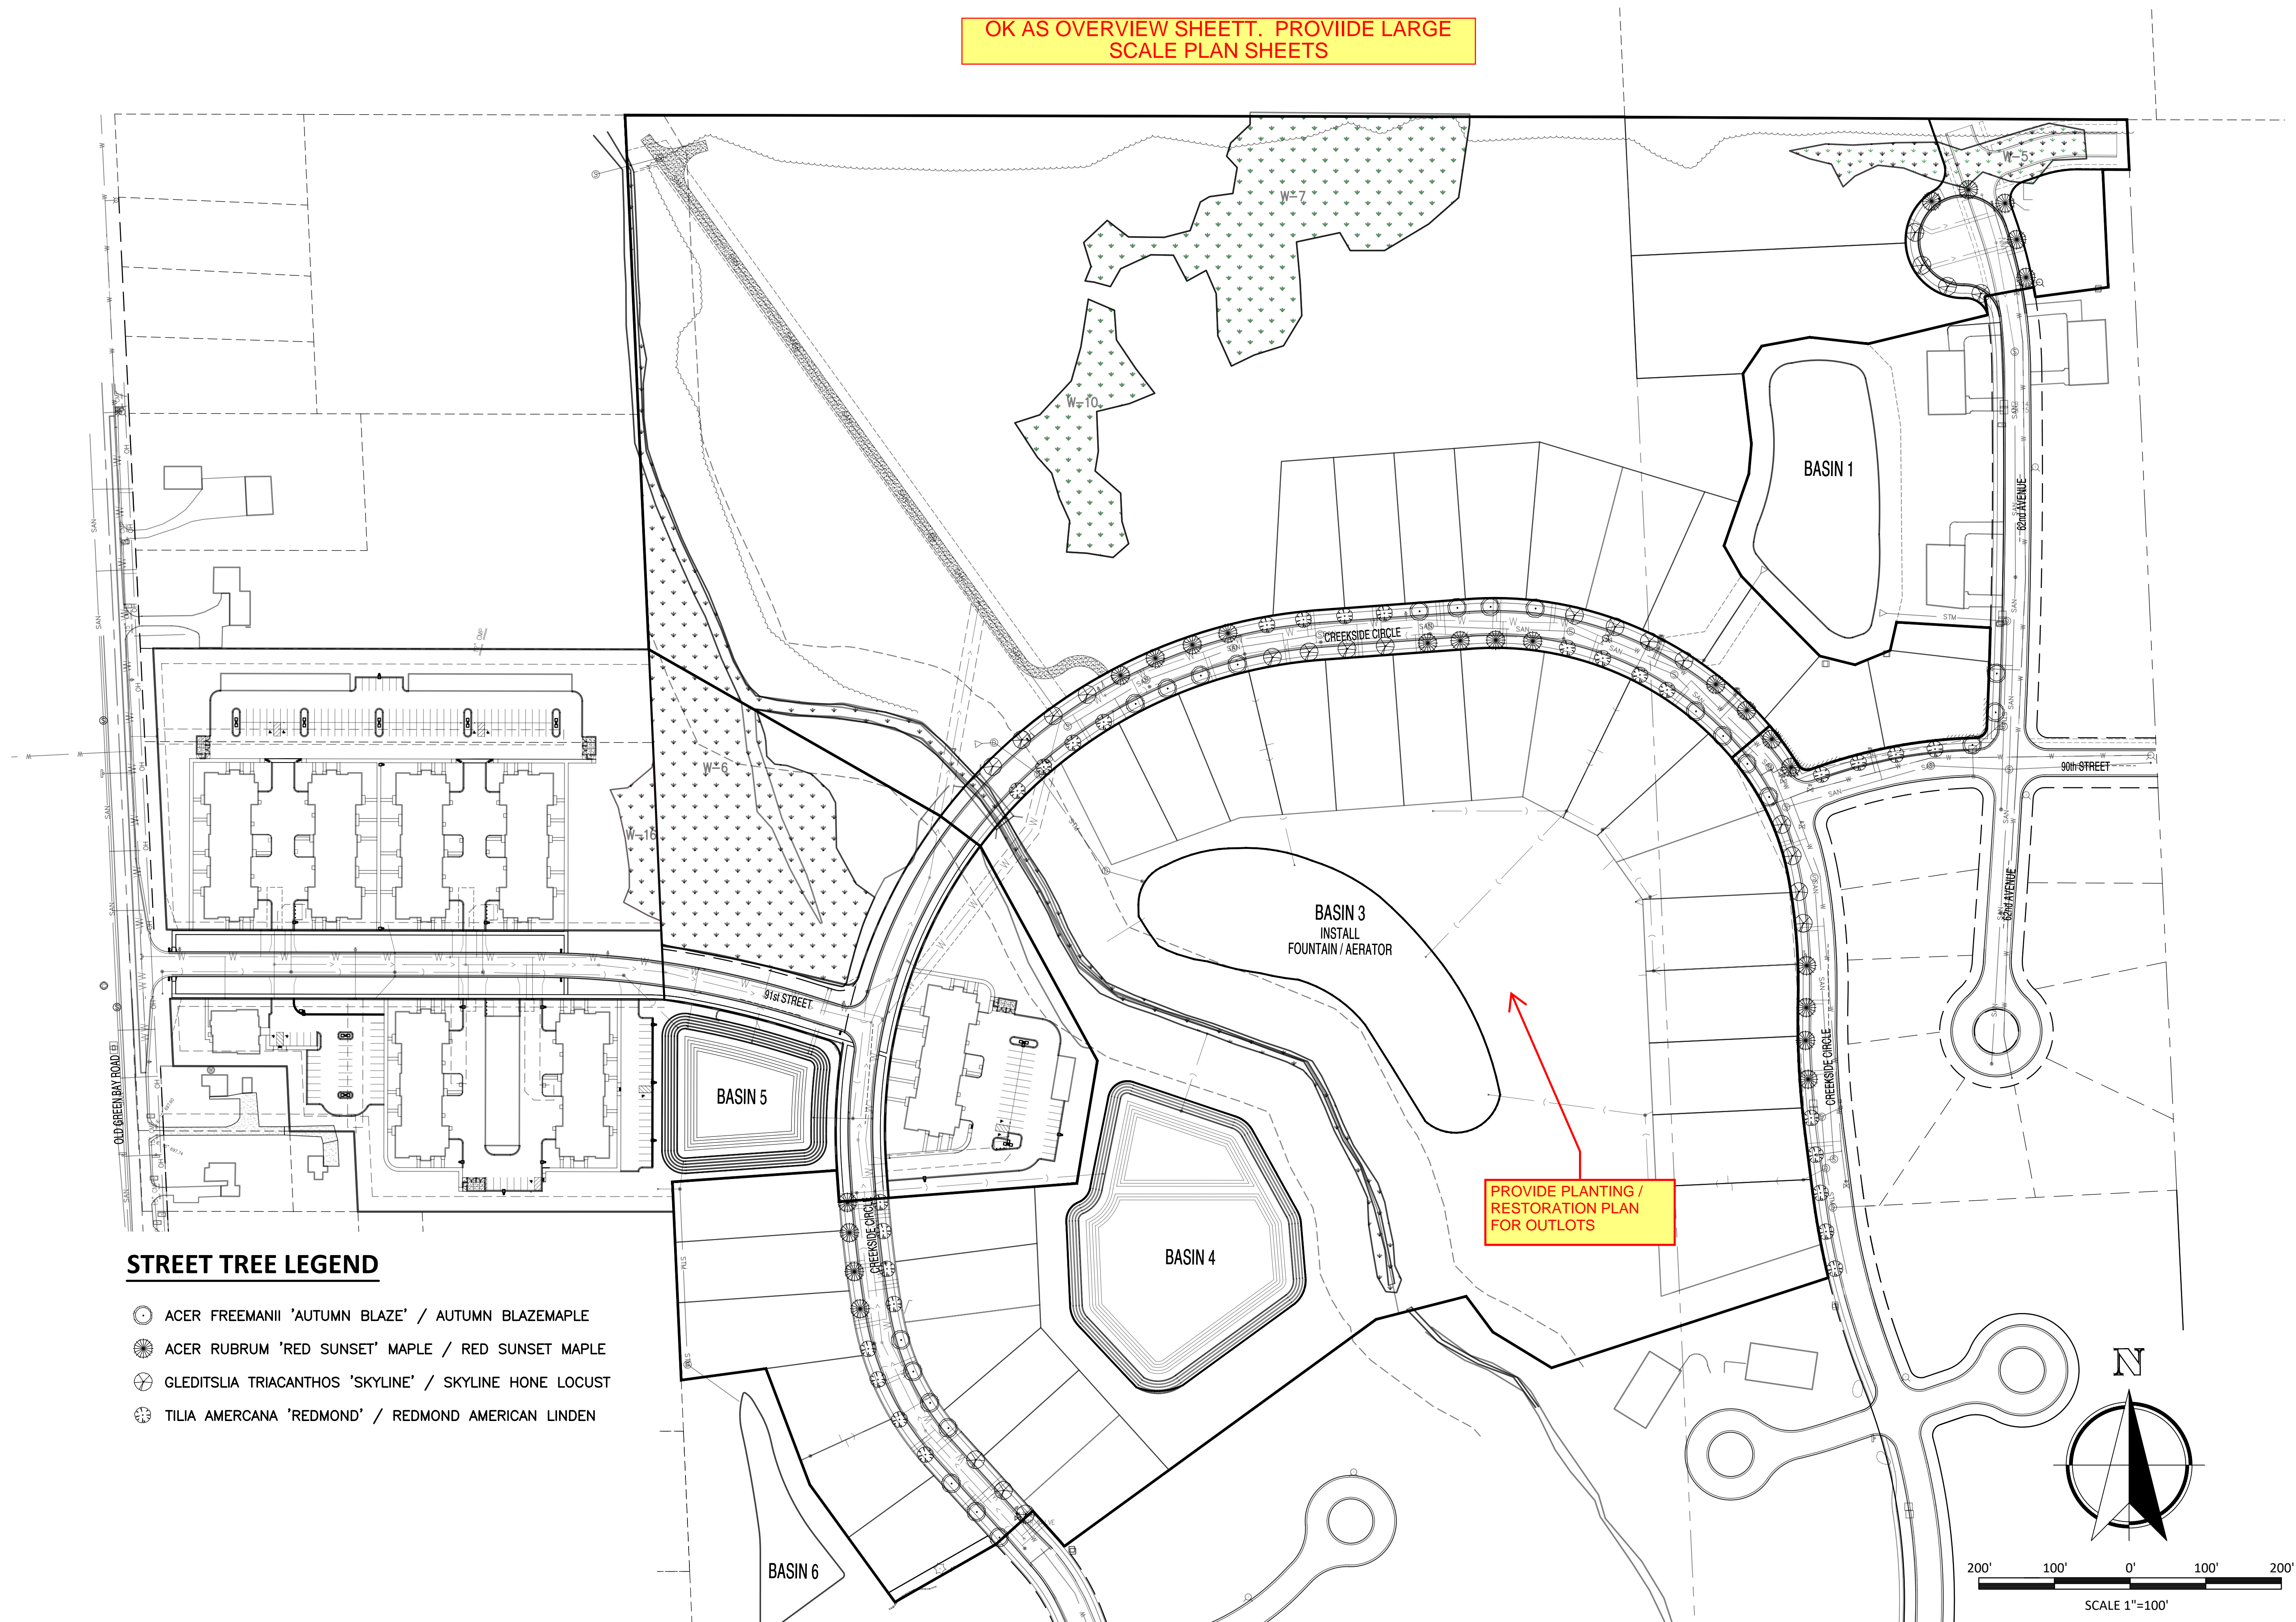 OK AS OVERVIEW SHEETT. PROVIIDE LARGE
SCALE PLAN SHEETS
W-5
W-7
W-10
BASIN 1
62nd AVENUE
CREEKSIDE CIRCLE
STM
90th STREET
W-6
W-16
62nd AVENUE
BASIN 3
INSTALL
FOUNTAIN / AERATOR
91st STREET
OLD GREEN BAY ROAD
BASIN 5
CREEKSIDE CIRCLE
PROVIDE PLANTING /
RESTORATION PLAN
FOR OUTLOTS
CREEKSIDE CIRCLE
BASIN 4
STREET TREE LEGEND
ACER FREEMANII 'AUTUMN BLAZE' / AUTUMN BLAZEMAPLE
ACER RUBRUM 'RED SUNSET' MAPLE / RED SUNSET MAPLE
GLEDITSLIA TRIACANTHOS 'SKYLINE' / SKYLINE HONE LOCUST
TILIA AMERCANA 'REDMOND' / REDMOND AMERICAN LINDEN
BASIN 6
N
200' 100' 0' 100' 200'
SCALE 1"=100'